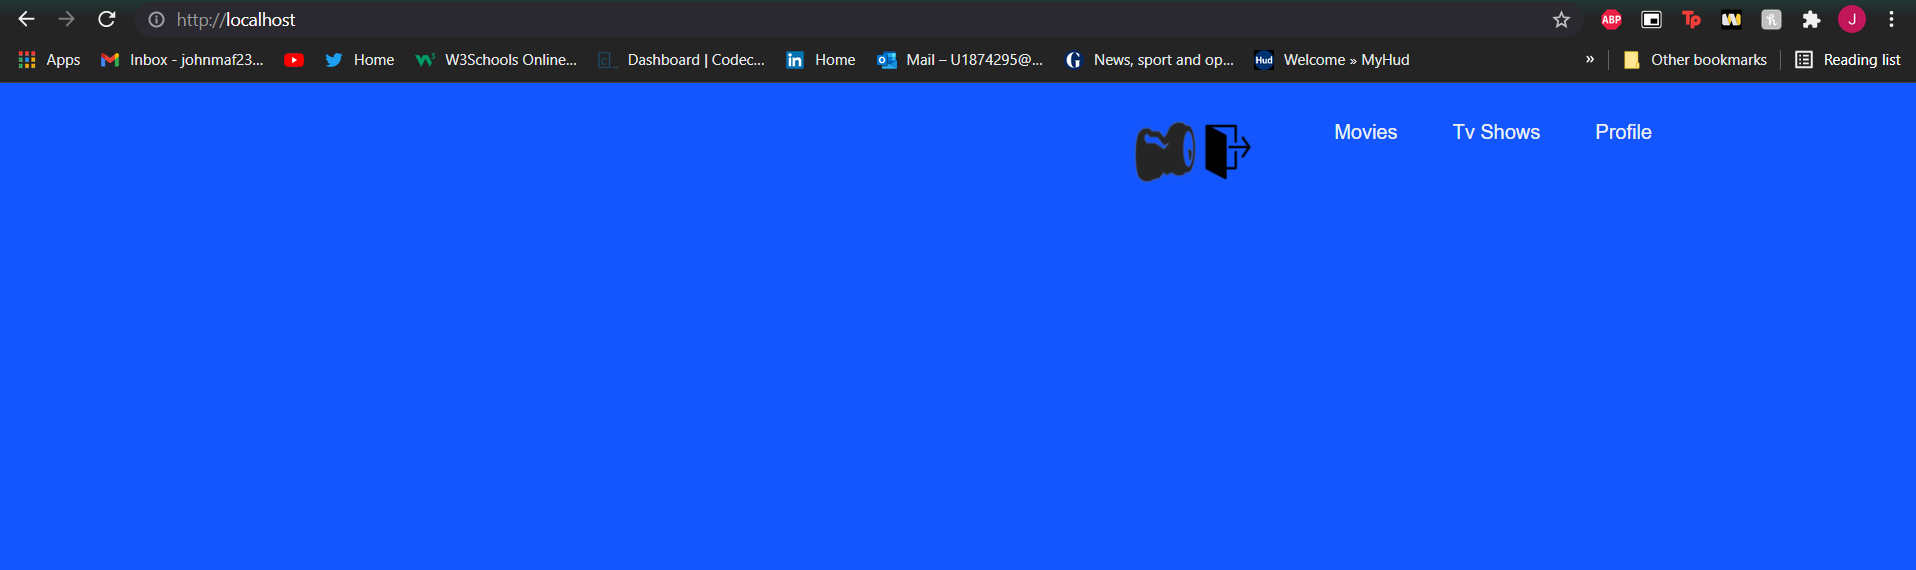 http://localhost
ABP Tp W J
Apps Inbox - johnmaf23... Home W3Schools Online... Dashboard | Codec... in Home Mail – U1874295@... G News, sport and op... Hud Welcome » MyHud » Other bookmarks Reading list
Movies Tv Shows Profile